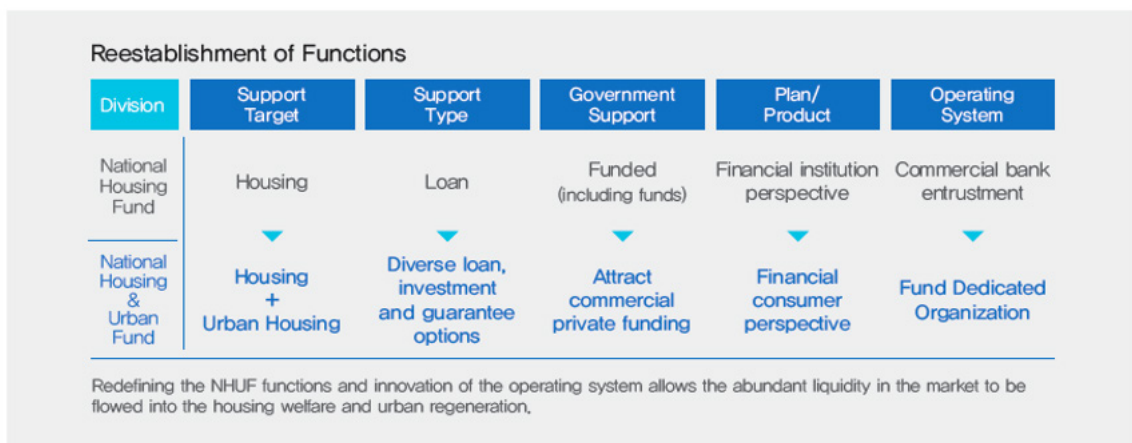 Reestablishment of Functions
Division
Support
Target
Support
Type
Government
Support
Plan/
Product
Operating
System
National
Housing
Fund
Housing
Loan
Funded
(including funds)
Financial institution
perspective
Commercial bank
entrustment
National
Housing
&
Urban
Fund
Housing
+
Urban Housing
Diverse loan,
investment
and guarantee
options
Attract
commercial
private funding
Financial
consumer
perspective
Fund Dedicated
Organization
Redefining the NHUF functions and innovation of the operating system allows the abundant liquidity in the market to be
flowed into the housing welfare and urban regeneration.